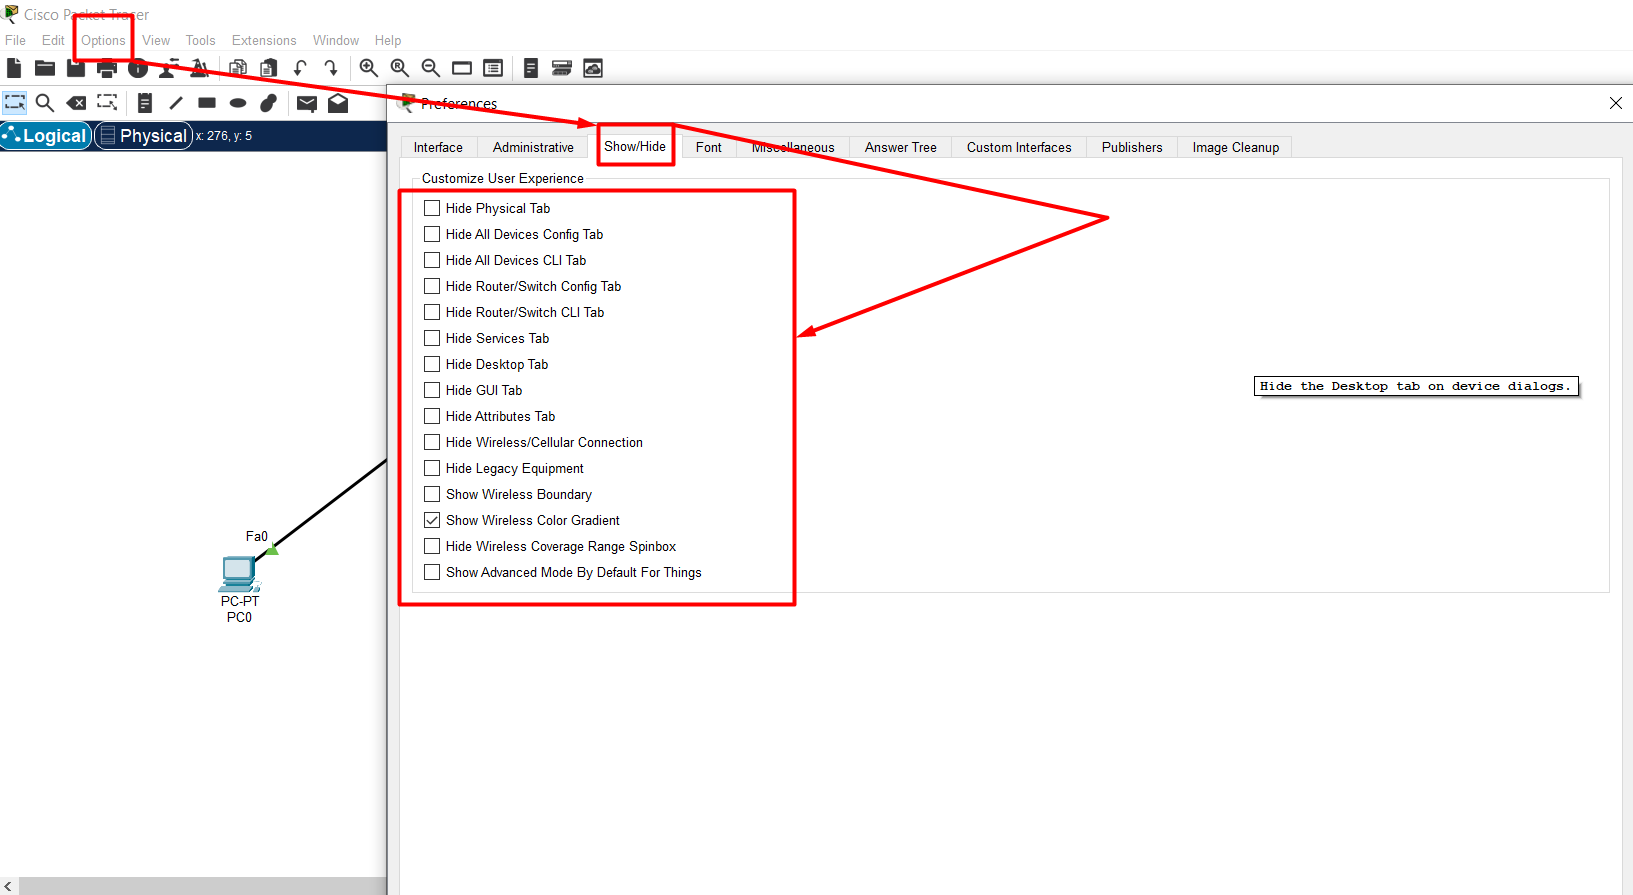 Cisco Packet Tracer
File Edit Options View Tools Extensions Window Help
Preferences
Logical Physical x: 276, y: 5
Interface Administrative Show/Hide Font Miscellaneous Answer Tree Custom Interfaces Publishers Image Cleanup
Customize User Experience
Hide Physical Tab
Hide All Devices Config Tab
Hide All Devices CLI Tab
Hide Router/Switch Config Tab
Hide Router/Switch CLI Tab
Hide Services Tab
Hide Desktop Tab
Hide the Desktop tab on device dialogs.
Hide GUI Tab
Hide Attributes Tab
Hide Wireless/Cellular Connection
Hide Legacy Equipment
Show Wireless Boundary
Show Wireless Color Gradient
Hide Wireless Coverage Range Spinbox
Show Advanced Mode By Default For Things
Fa0
PC-PT
PC0